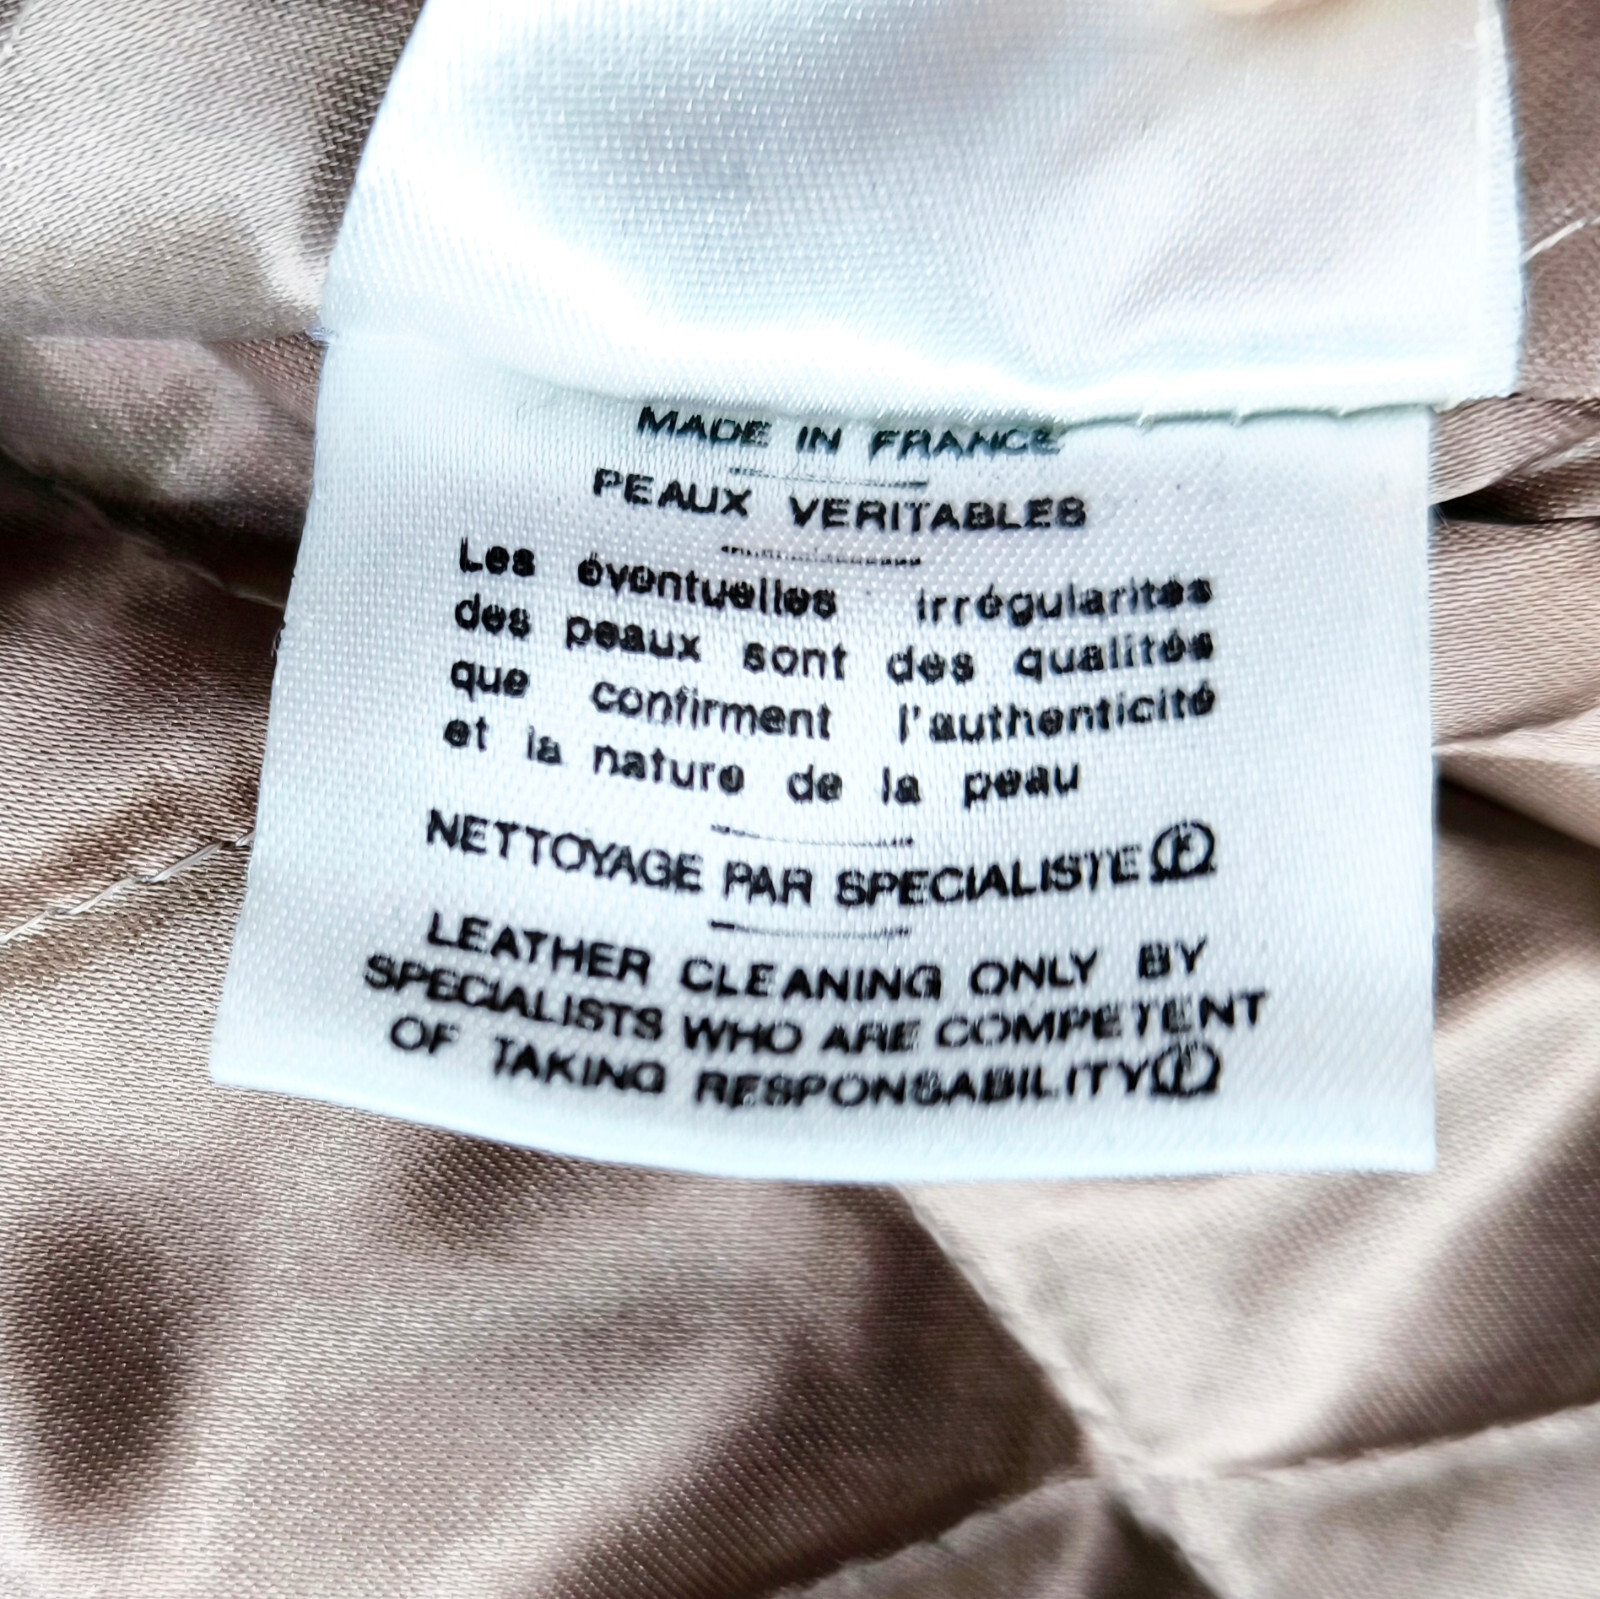 MADE IN FRANCE
PEAUX VERITABLES
Les éventuelles irrégularités
des peaux sont des qualités
que confirment l'authenticité
et la nature de la peau
NETTOYAGE PAR SPECIALISTE Ⓕ
LEATHER CLEANING ONLY BY
SPECIALISTS WHO ARE COMPETENT
OF TAKING RESPONSABILITY Ⓕ